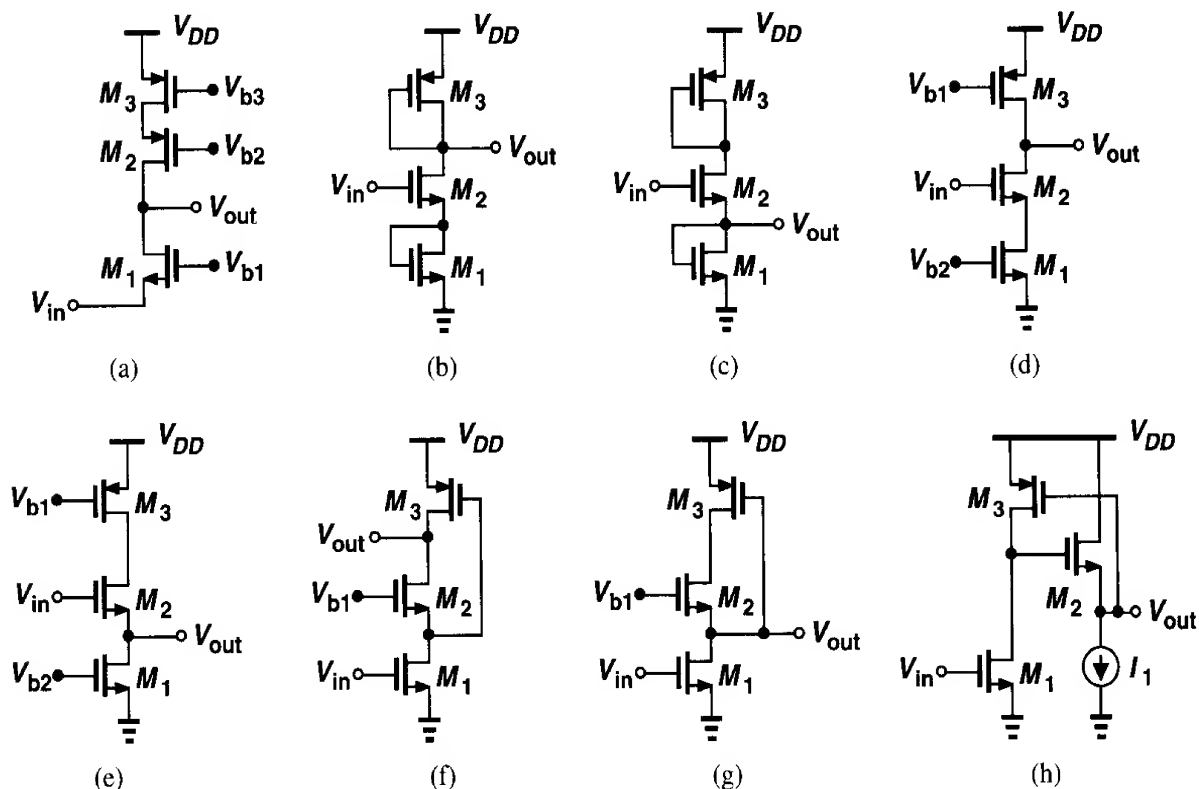 V_DD
M_3
V_b3
M_2
V_b2
V_out
M_1
V_b1
V_in
(a)
V_DD
M_3
V_out
V_in
M_2
M_1
(b)
V_DD
M_3
V_in
M_2
V_out
M_1
(c)
V_DD
V_b1
M_3
V_out
V_in
M_2
V_b2
M_1
(d)
V_DD
V_b1
M_3
V_in
M_2
V_out
V_b2
M_1
(e)
V_DD
M_3
V_out
V_b1
M_2
V_in
M_1
(f)
V_DD
M_3
V_b1
M_2
V_out
V_in
M_1
(g)
V_DD
M_3
M_2
V_out
V_in
M_1
I_1
(h)